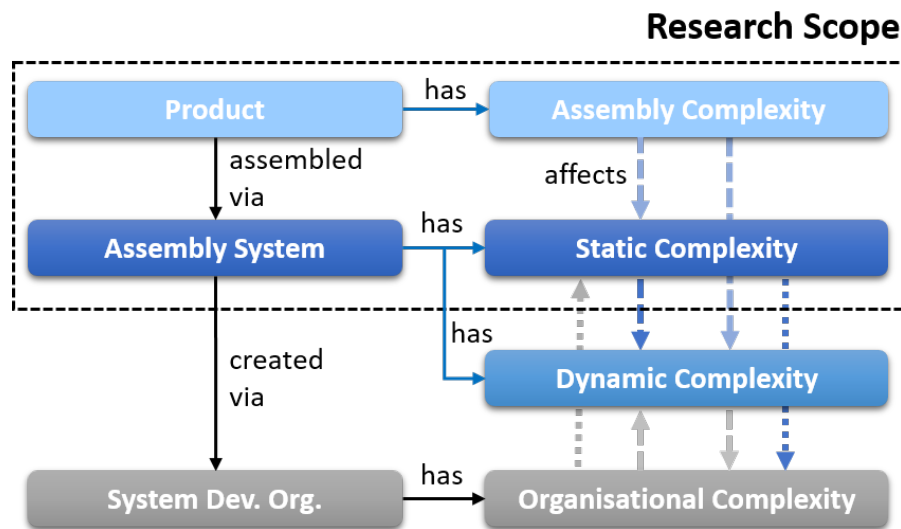 Research Scope
Product
has
Assembly Complexity
assembled
via
affects
Assembly System
has
Static Complexity
has
created
via
Dynamic Complexity
System Dev. Org.
has
Organisational Complexity